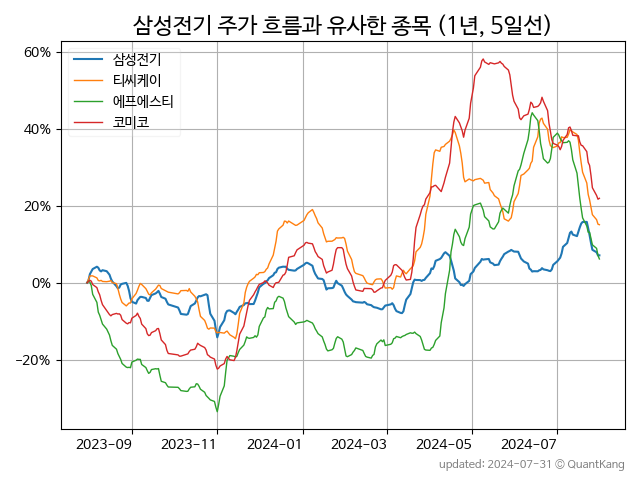 삼성전기 주가 흐름과 유사한 종목 (1년, 5일선)
삼성전기
티씨케이
에프에스티
코미코
60%
40%
20%
0%
−20%
2023-09
2023-11
2024-01
2024-03
2024-05
2024-07
updated: 2024-07-31 © QuantKang